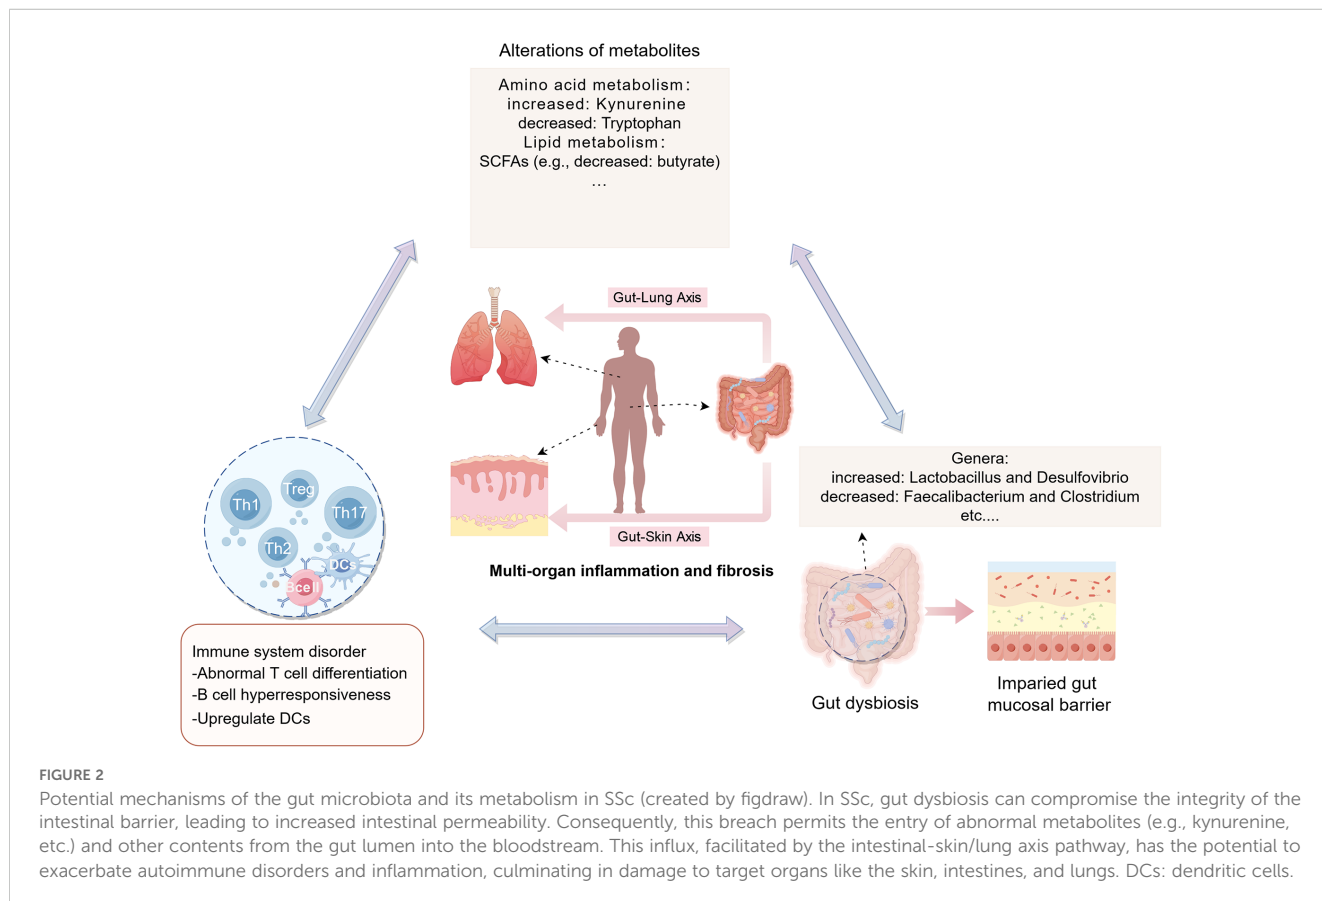 Alterations of metabolites
Amino acid metabolism:
increased: Kynurenine
decreased: Tryptophan
Lipid metabolism:
SCFAs (e.g., decreased: butyrate)
...
Gut-Lung Axis
Gut-Skin Axis
Multi-organ inflammation and fibrosis
Th1
Treg
Th17
Th2
DCs
Bcell
Immune system disorder
-Abnormal T cell differentiation
-B cell hyperresponsiveness
-Upregulate DCs
Genera:
increased: Lactobacillus and Desulfovibrio
decreased: Faecalibacterium and Clostridium
etc....
Gut dysbiosis
Imparied gut
mucosal barrier
FIGURE 2
Potential mechanisms of the gut microbiota and its metabolism in SSc (created by figdraw). In SSc, gut dysbiosis can compromise the integrity of the
intestinal barrier, leading to increased intestinal permeability. Consequently, this breach permits the entry of abnormal metabolites (e.g., kynurenine,
etc.) and other contents from the gut lumen into the bloodstream. This influx, facilitated by the intestinal-skin/lung axis pathway, has the potential to
exacerbate autoimmune disorders and inflammation, culminating in damage to target organs like the skin, intestines, and lungs. DCs: dendritic cells.